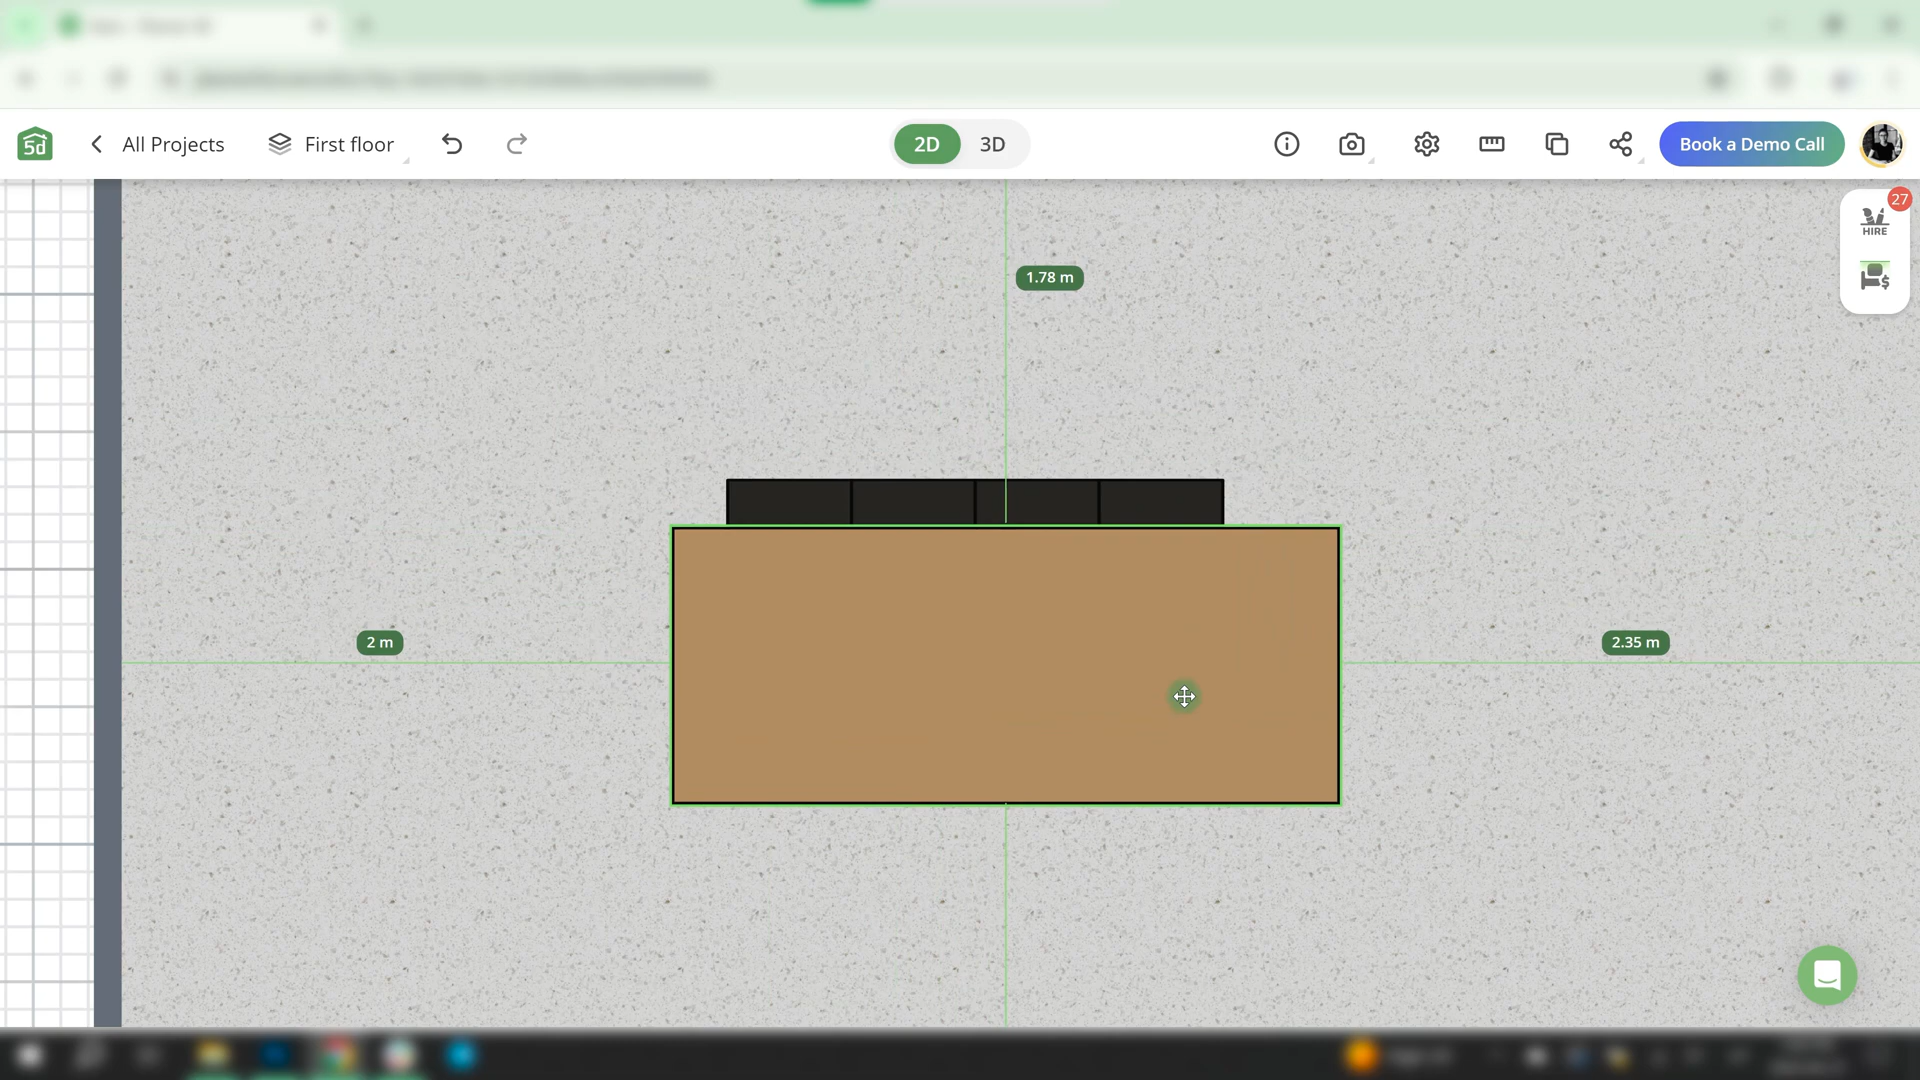 5d
All Projects
First floor
2D
3D
Book a Demo Call
27
HIRE
$
1.78 m
2 m
2.35 m